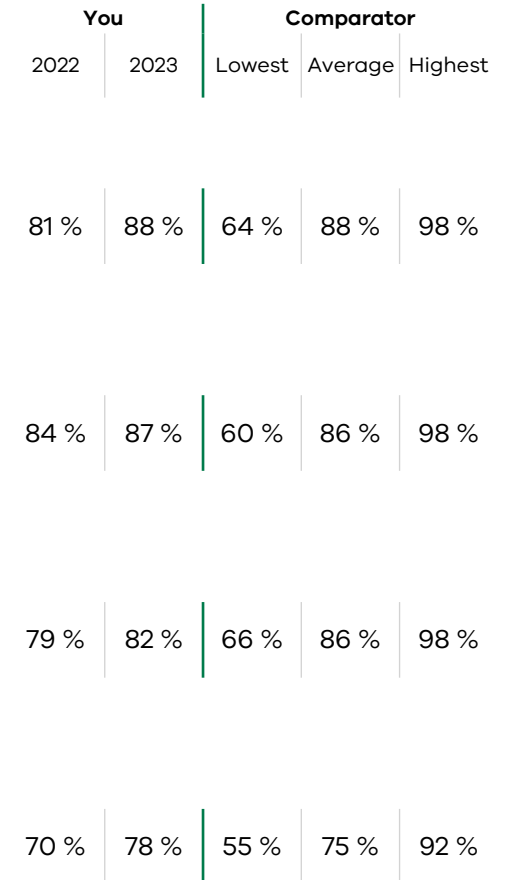 You Comparator
2022 2023 Lowest Average Highest
81 % 88 % 64 % 88 % 98 %
84 % 87 % 60 % 86 % 98 %
79 % 82 % 66 % 86 % 98 %
70 % 78 % 55 % 75 % 92 %